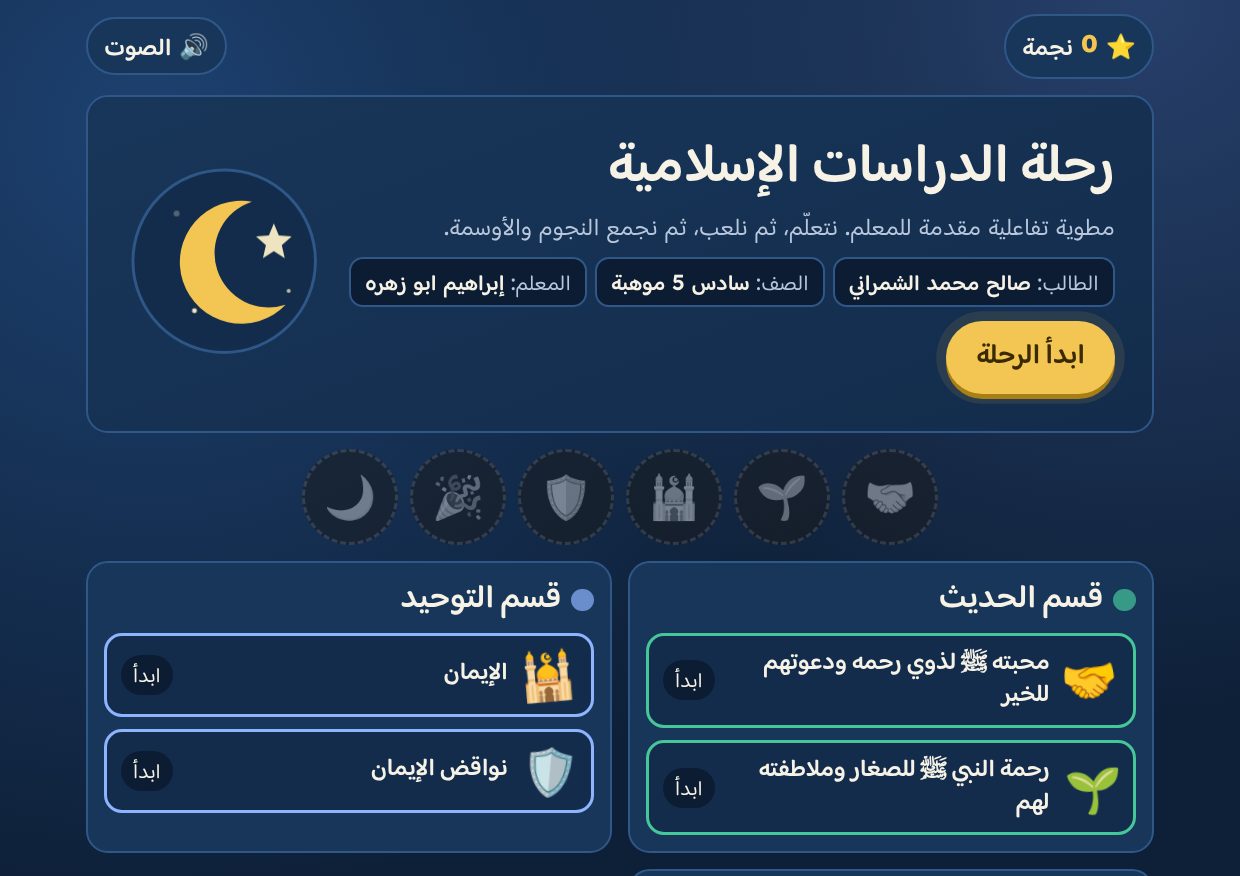 ⭐ 0 نجمة
🔊 الصوت
رحلة الدراسات الإسلامية
مطوية تفاعلية مقدمة للمعلم. نتعلّم، ثم نلعب، ثم نجمع النجوم والأوسمة.
الطالب: صالح محمد الشمراني
الصف: سادس 5 موهبة
المعلم: إبراهيم ابو زهره
ابدأ الرحلة
قسم الحديث
محبته ﷺ لذوي رحمه ودعوتهم
للخير
ابدأ
رحمة النبي ﷺ للصغار وملاطفته
لهم
ابدأ
قسم التوحيد
الإيمان
ابدأ
نواقض الإيمان
ابدأ